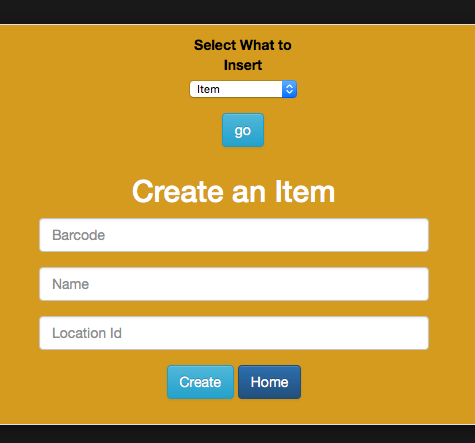 Select What to
Insert
Item
go
Create an Item
Barcode
Name
Location Id
Create Home